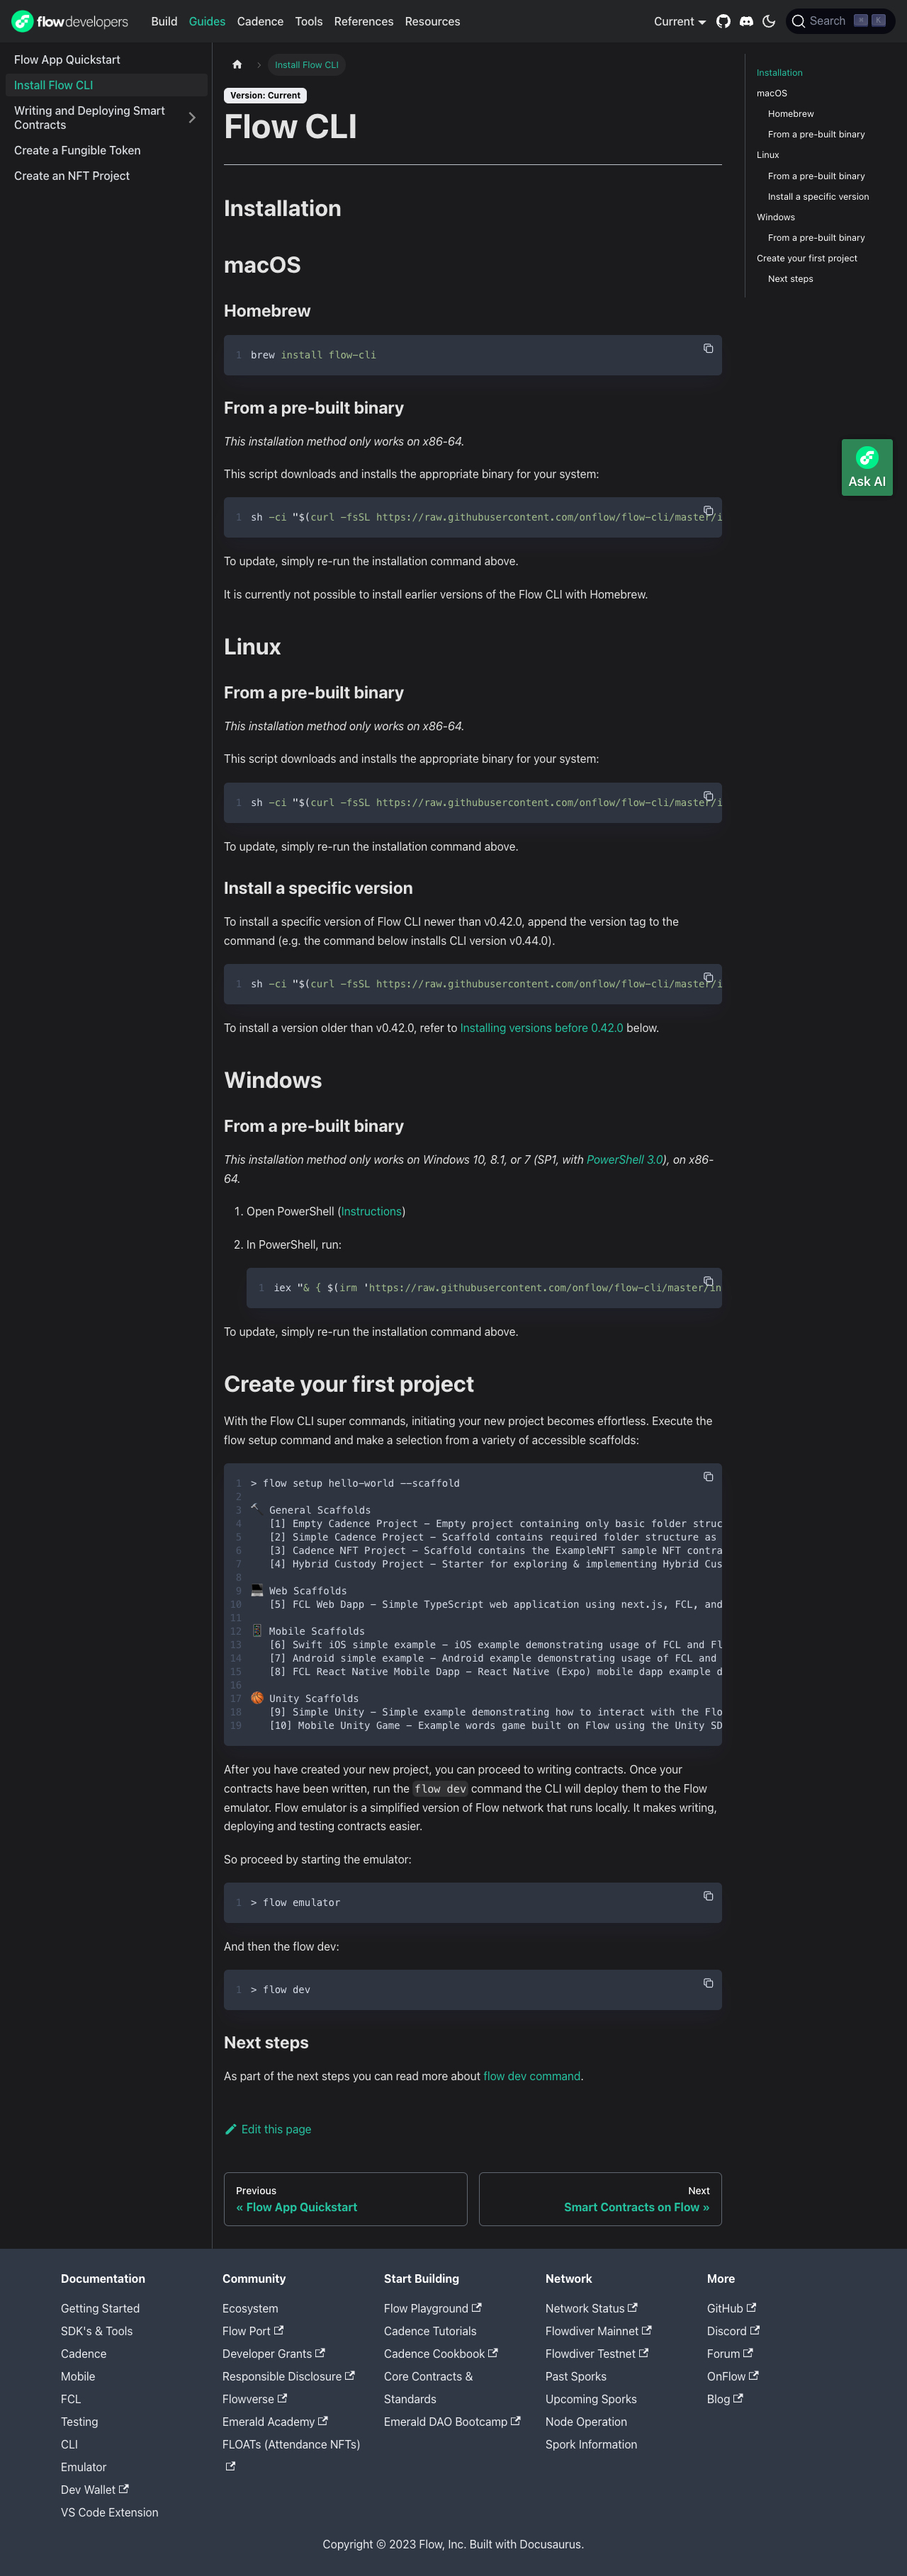 flow developers Build Guides Cadence Tools References Resources Current Search ⌘ K
Flow App Quickstart
Install Flow CLI
Writing and Deploying Smart
Contracts
Create a Fungible Token
Create an NFT Project
Install Flow CLI
Version: Current
Flow CLI
Installation
macOS
Homebrew
1 brew install flow-cli
From a pre-built binary
This installation method only works on x86-64.
This script downloads and installs the appropriate binary for your system:
1 sh -ci "$(curl -fsSL https://raw.githubusercontent.com/onflow/flow-cli/master/i
To update, simply re-run the installation command above.
It is currently not possible to install earlier versions of the Flow CLI with Homebrew.
Linux
From a pre-built binary
This installation method only works on x86-64.
This script downloads and installs the appropriate binary for your system:
1 sh -ci "$(curl -fsSL https://raw.githubusercontent.com/onflow/flow-cli/master/i
To update, simply re-run the installation command above.
Install a specific version
To install a specific version of Flow CLI newer than v0.42.0, append the version tag to the
command (e.g. the command below installs CLI version v0.44.0).
1 sh -ci "$(curl -fsSL https://raw.githubusercontent.com/onflow/flow-cli/master/i
To install a version older than v0.42.0, refer to Installing versions before 0.42.0 below.
Windows
From a pre-built binary
This installation method only works on Windows 10, 8.1, or 7 (SP1, with PowerShell 3.0), on x86-
64.
1. Open PowerShell (Instructions)
2. In PowerShell, run:
1 iex "& { $(irm 'https://raw.githubusercontent.com/onflow/flow-cli/master/in
To update, simply re-run the installation command above.
Create your first project
With the Flow CLI super commands, initiating your new project becomes effortless. Execute the
flow setup command and make a selection from a variety of accessible scaffolds:
1 > flow setup hello-world --scaffold
2
3 🔨 General Scaffolds
4 [1] Empty Cadence Project - Empty project containing only basic folder struc
5 [2] Simple Cadence Project - Scaffold contains required folder structure as
6 [3] Cadence NFT Project - Scaffold contains the ExampleNFT sample NFT contra
7 [4] Hybrid Custody Project - Starter for exploring & implementing Hybrid Cus
8
9 💻 Web Scaffolds
10 [5] FCL Web Dapp - Simple TypeScript web application using next.js, FCL, and
11
12 📱 Mobile Scaffolds
13 [6] Swift iOS simple example - iOS example demonstrating usage of FCL and Fl
14 [7] Android simple example - Android example demonstrating usage of FCL and
15 [8] FCL React Native Mobile Dapp - React Native (Expo) mobile dapp example d
16
17 🏀 Unity Scaffolds
18 [9] Simple Unity - Simple example demonstrating how to interact with the Flo
19 [10] Mobile Unity Game - Example words game built on Flow using the Unity SD
After you have created your new project, you can proceed to writing contracts. Once your
contracts have been written, run the flow dev command the CLI will deploy them to the Flow
emulator. Flow emulator is a simplified version of Flow network that runs locally. It makes writing,
deploying and testing contracts easier.
So proceed by starting the emulator:
1 > flow emulator
And then the flow dev:
1 > flow dev
Next steps
As part of the next steps you can read more about flow dev command.
Edit this page
Previous
« Flow App Quickstart
Next
Smart Contracts on Flow »
Installation
macOS
Homebrew
From a pre-built binary
Linux
From a pre-built binary
Install a specific version
Windows
From a pre-built binary
Create your first project
Next steps
Ask AI
Documentation
Getting Started
SDK's & Tools
Cadence
Mobile
FCL
Testing
CLI
Emulator
Dev Wallet
VS Code Extension
Community
Ecosystem
Flow Port
Developer Grants
Responsible Disclosure
Flowverse
Emerald Academy
FLOATs (Attendance NFTs)
Start Building
Flow Playground
Cadence Tutorials
Cadence Cookbook
Core Contracts &
Standards
Emerald DAO Bootcamp
Network
Network Status
Flowdiver Mainnet
Flowdiver Testnet
Past Sporks
Upcoming Sporks
Node Operation
Spork Information
More
GitHub
Discord
Forum
OnFlow
Blog
Copyright © 2023 Flow, Inc. Built with Docusaurus.